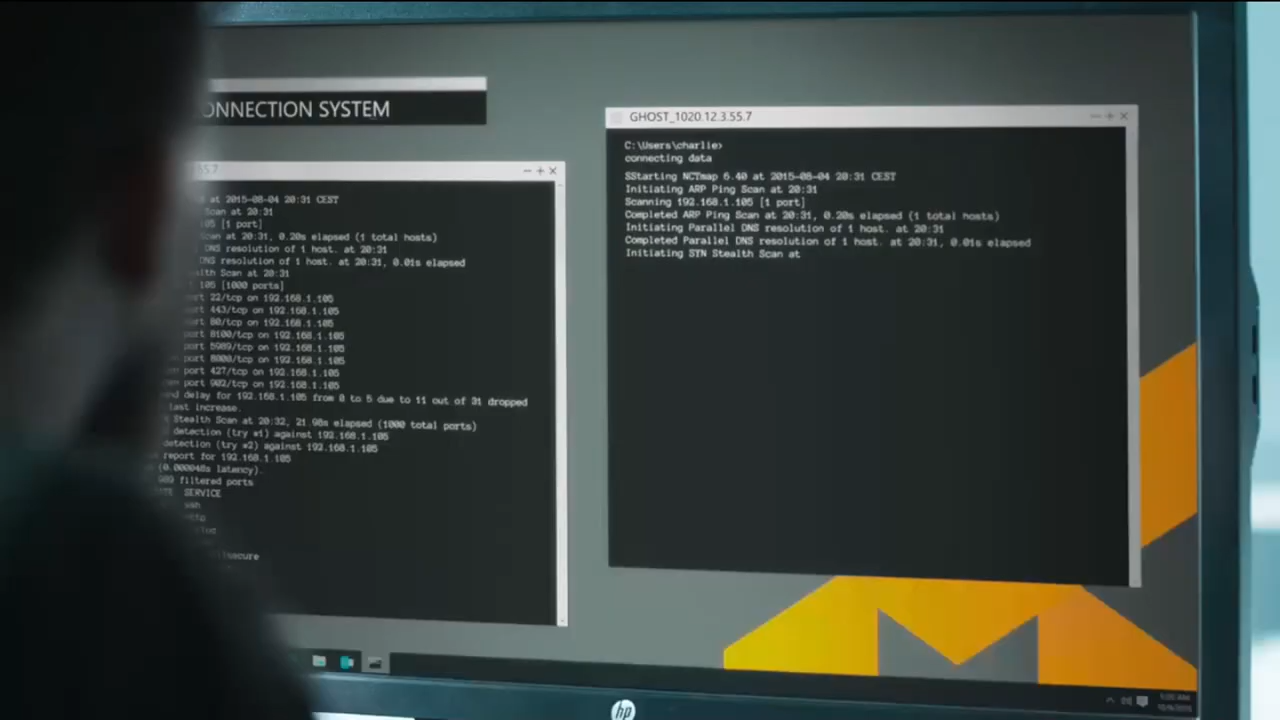 CONNECTION SYSTEM
at 2015-08-04 20:31 CEST
Scan at 20:31
[1 port]
at 20:31, 0.20s elapsed (1 total hosts)
DNS resolution of 1 host. at 20:31
DNS resolution of 1 host. at 20:31, 0.01s elapsed
Scan at 20:31
105 [1000 ports]
port 22/tcp on 192.168.1.105
port 443/tcp on 192.168.1.105
port 80/tcp on 192.168.1.105
port 8100/tcp on 192.168.1.105
port 5989/tcp on 192.168.1.105
port 8000/tcp on 192.168.1.105
port 427/tcp on 192.168.1.105
port 902/tcp on 192.168.1.105
delay for 192.168.1.105 from 0 to 5 due to 11 out of 31 dropped
last increase.
Stealth Scan at 20:32, 21.98s elapsed (1000 total ports)
detection (try #1) against 192.168.1.105
detection (try #2) against 192.168.1.105
report for 192.168.1 105
(0.000048s latency).
filtered ports
SERVICE
ssh
GHOST_1020.12.3.55.7
C:\Users\charlie>
connecting data
SStarting NCTmap 6.40 at 2015-08-04 20:31 CEST
Initiating ARP Ping Scan at 20:31
Scanning 192.168.1.105 [1 port]
Completed ARP Ping Scan at 20:31, 0.20s elapsed (1 total hosts)
Initiating Parallel DNS resolution of 1 host. at 20:31
Completed Parallel DNS resolution of 1 host. at 20:31, 0.01s elapsed
Initiating SYN Stealth Scan at
hp